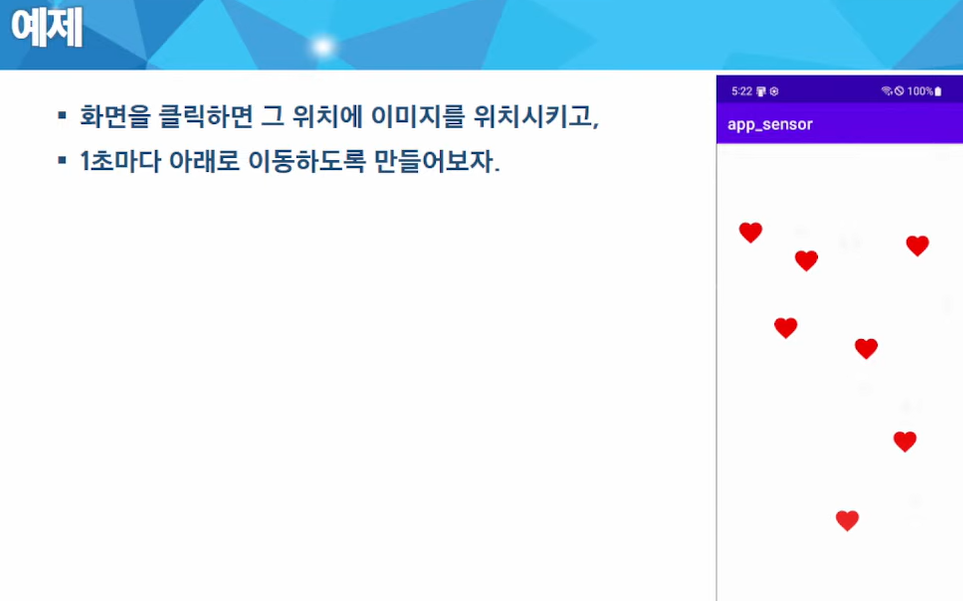 예제
▪ 화면을 클릭하면 그 위치에 이미지를 위치시키고,
▪ 1초마다 아래로 이동하도록 만들어보자.
5:22 100%
app_sensor